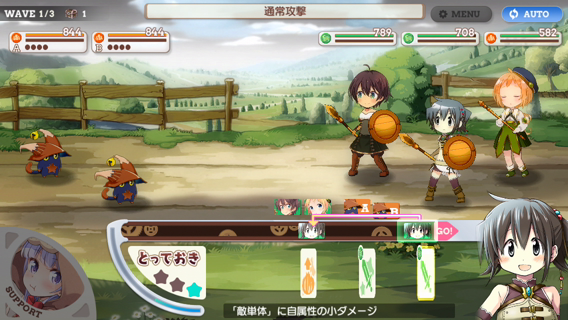 WAVE 1/3 1
通常攻撃
MENU
AUTO
844
A
844
B
789
708
582
A
B
GO!
とっておき
SUPPORT
「敵単体」に自属性の小ダメージ